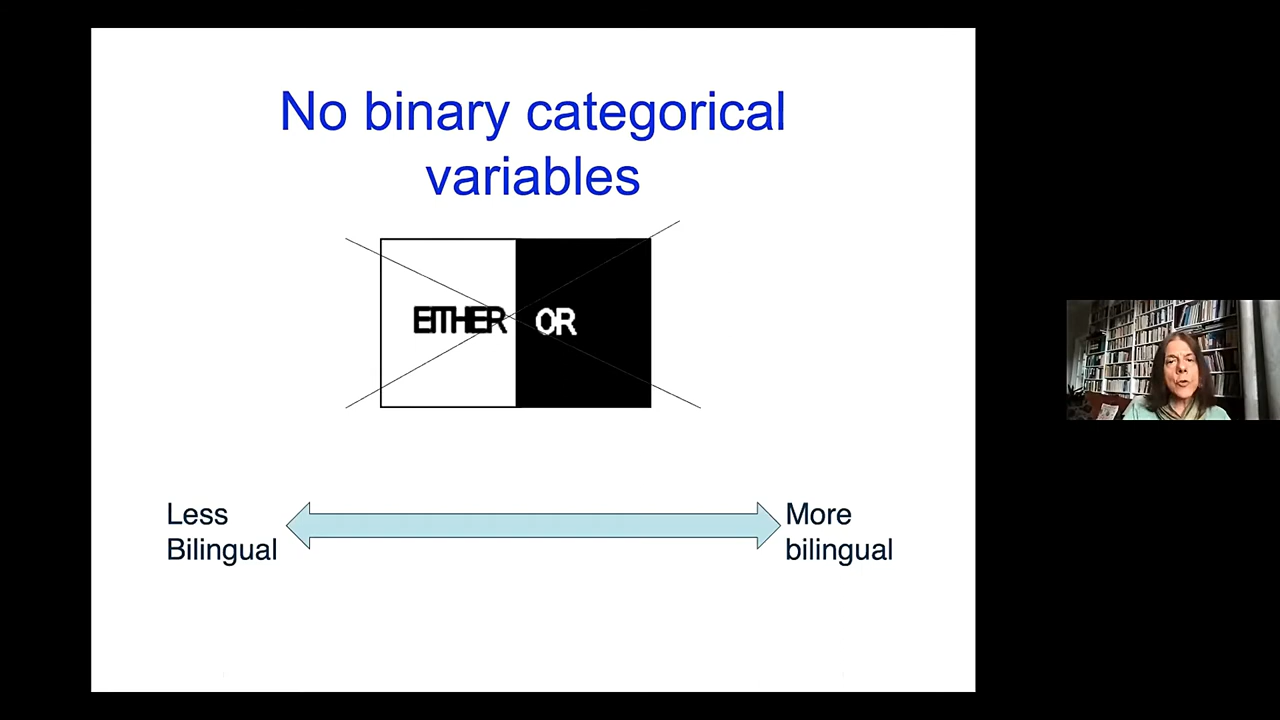 No binary categorical
variables
EITHER OR
Less
Bilingual
More
bilingual